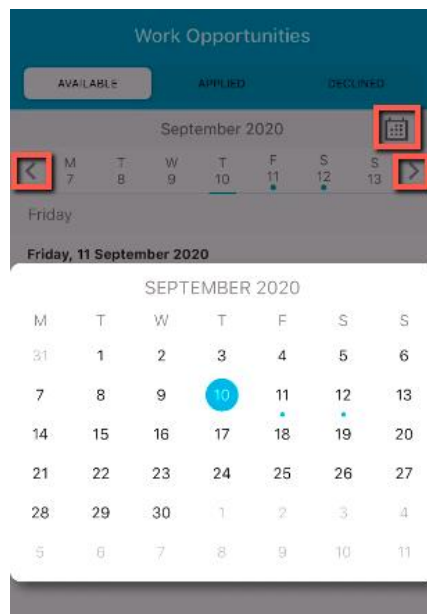 Work Opportunities
AVAILABLE APPLIED DECLINED
September 2020
M T W T F S S
7 8 9 10 11 12 13
Friday
Friday, 11 September 2020
SEPTEMBER 2020
M T W T F S S
31 1 2 3 4 5 6
7 8 9 10 11 12 13
14 15 16 17 18 19 20
21 22 23 24 25 26 27
28 29 30 1 2 3 4
5 6 7 8 9 10 11